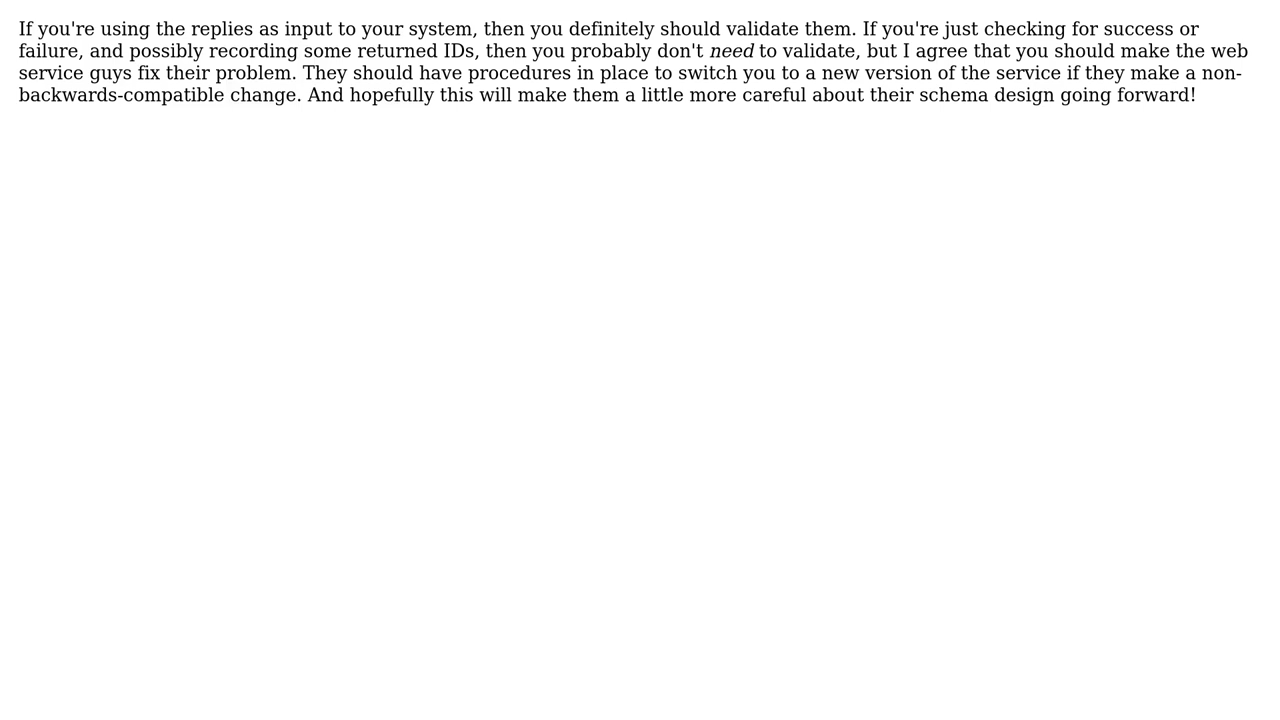 If you're using the replies as input to your system, then you definitely should validate them. If you're just checking for success or
failure, and possibly recording some returned IDs, then you probably don't need to validate, but I agree that you should make the web
service guys fix their problem. They should have procedures in place to switch you to a new version of the service if they make a non-
backwards-compatible change. And hopefully this will make them a little more careful about their schema design going forward!